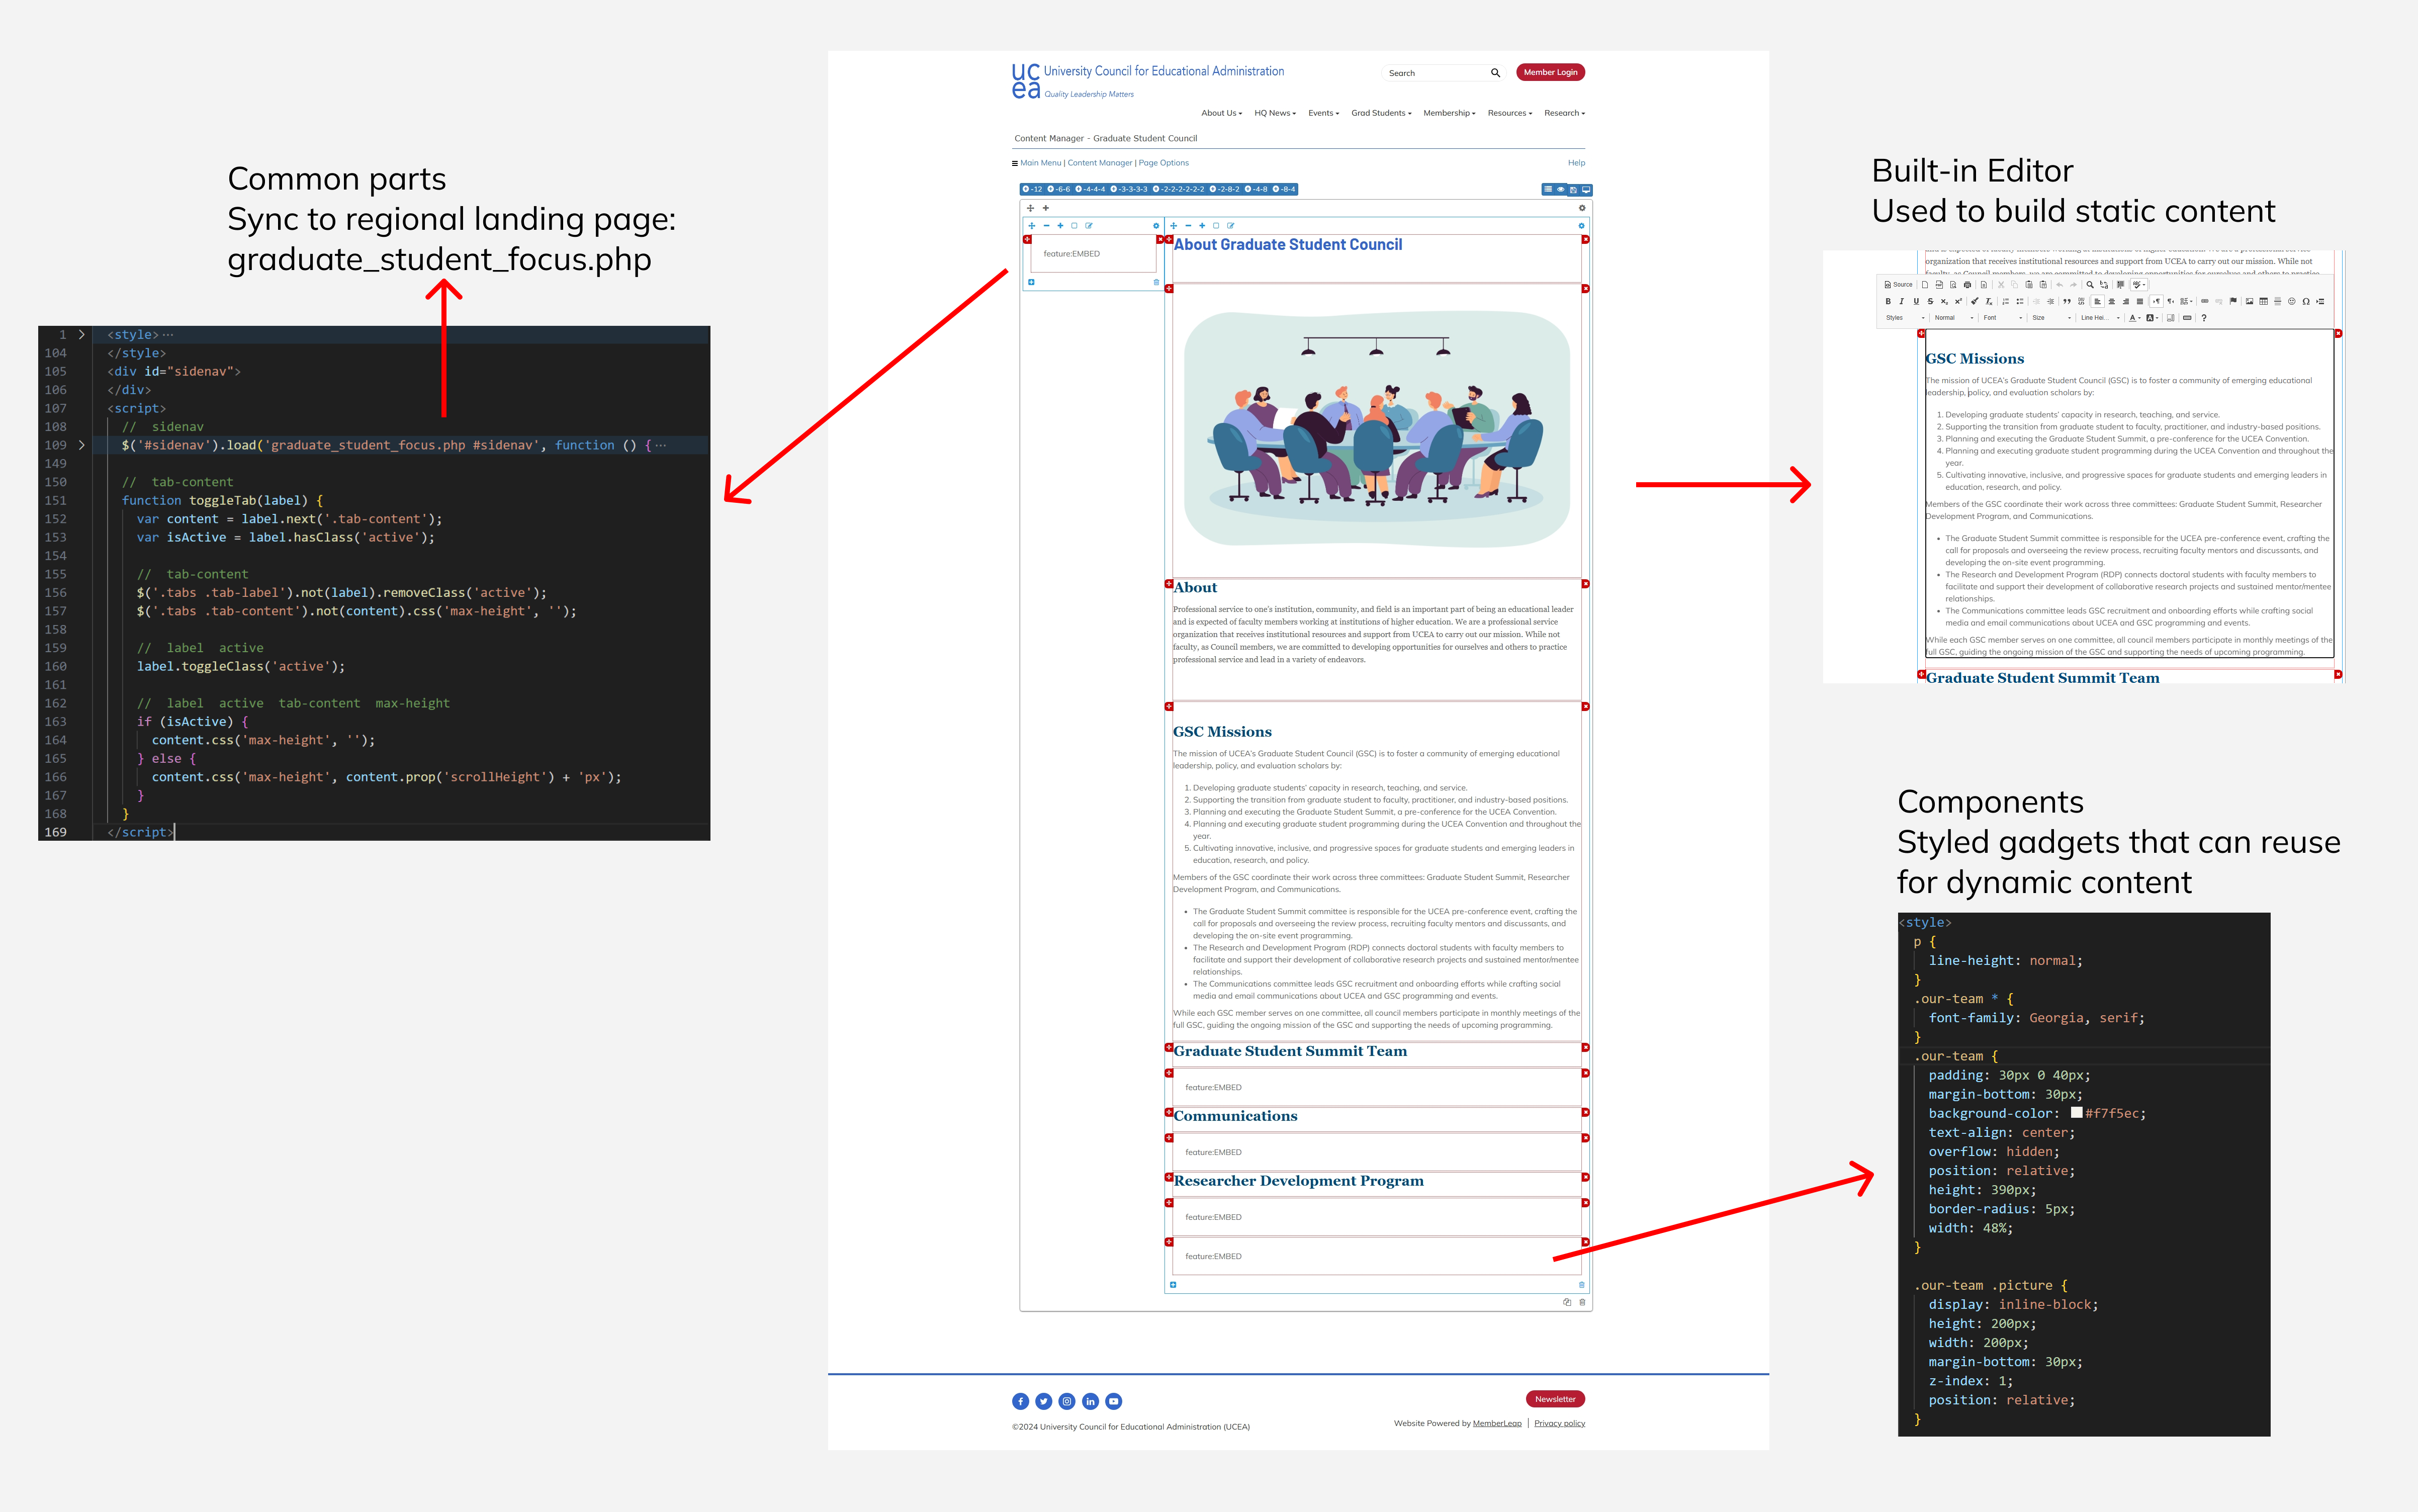 Common parts
Sync to regional landing page:
graduate_student_focus.php
1 <style>···
104 </style>
105 <div id="sidenav">
106 </div>
107 <script>
108 // sidenav
109 $('#sidenav').load('graduate_student_focus.php #sidenav', function () {···
149
150 // tab-content
151 function toggleTab(label) {
152 var content = label.next('.tab-content');
153 var isActive = label.hasClass('active');
154
155 // tab-content
156 $('.tabs .tab-label').not(label).removeClass('active');
157 $('.tabs .tab-content').not(content).css('max-height', '');
158
159 // label active
160 label.toggleClass('active');
161
162 // label active tab-content max-height
163 if (isActive) {
164 content.css('max-height', '');
165 } else {
166 content.css('max-height', content.prop('scrollHeight') + 'px');
167 }
168 }
169 </script>
uc
ea
University Council for Educational Administration
Quality Leadership Matters
Search
Member Login
About Us HQ News Events Grad Students Membership Resources Research
Content Manager - Graduate Student Council
Main Menu | Content Manager | Page Options
Help
-12 -6-6 -4-4-4 -3-3-3-3 -2-2-2-2-2-2 -2-8-2 -4-8 -8-4
feature:EMBED
About Graduate Student Council
About
Professional service to one's institution, community, and field is an important part of being an educational leader
and is expected of faculty members working at institutions of higher education. We are a professional service
organization that receives institutional resources and support from UCEA to carry out our mission. While not
faculty, as Council members, we are committed to developing opportunities for ourselves and others to practice
professional service and lead in a variety of endeavors.
GSC Missions
The mission of UCEA's Graduate Student Council (GSC) is to foster a community of emerging educational
leadership, policy, and evaluation scholars by:
1. Developing graduate students' capacity in research, teaching, and service.
2. Supporting the transition from graduate student to faculty, practitioner, and industry-based positions.
3. Planning and executing the Graduate Student Summit, a pre-conference for the UCEA Convention.
4. Planning and executing graduate student programming during the UCEA Convention and throughout the
year.
5. Cultivating innovative, inclusive, and progressive spaces for graduate students and emerging leaders in
education, research, and policy.
Members of the GSC coordinate their work across three committees: Graduate Student Summit, Researcher
Development Program, and Communications.
• The Graduate Student Summit committee is responsible for the UCEA pre-conference event, crafting the
call for proposals and overseeing the review process, recruiting faculty mentors and discussants, and
developing the on-site event programming.
• The Research and Development Program (RDP) connects doctoral students with faculty members to
facilitate and support their development of collaborative research projects and sustained mentor/mentee
relationships.
• The Communications committee leads GSC recruitment and onboarding efforts while crafting social
media and email communications about UCEA and GSC programming and events.
While each GSC member serves on one committee, all council members participate in monthly meetings of the
full GSC, guiding the ongoing mission of the GSC and supporting the needs of upcoming programming.
Graduate Student Summit Team
feature:EMBED
Communications
feature:EMBED
Researcher Development Program
feature:EMBED
feature:EMBED
©2024 University Council for Educational Administration (UCEA)
Newsletter
Website Powered by MemberLeap | Privacy policy
Built-in Editor
Used to build static content
organization that receives institutional resources and support from UCEA to carry out our mission. While not
Source
Styles Normal Font Size Line Hei...
GSC Missions
The mission of UCEA's Graduate Student Council (GSC) is to foster a community of emerging educational
leadership, policy, and evaluation scholars by:
1. Developing graduate students' capacity in research, teaching, and service.
2. Supporting the transition from graduate student to faculty, practitioner, and industry-based positions.
3. Planning and executing the Graduate Student Summit, a pre-conference for the UCEA Convention.
4. Planning and executing graduate student programming during the UCEA Convention and throughout the
year.
5. Cultivating innovative, inclusive, and progressive spaces for graduate students and emerging leaders in
education, research, and policy.
Members of the GSC coordinate their work across three committees: Graduate Student Summit, Researcher
Development Program, and Communications.
• The Graduate Student Summit committee is responsible for the UCEA pre-conference event, crafting the
call for proposals and overseeing the review process, recruiting faculty mentors and discussants, and
developing the on-site event programming.
• The Research and Development Program (RDP) connects doctoral students with faculty members to
facilitate and support their development of collaborative research projects and sustained mentor/mentee
relationships.
• The Communications committee leads GSC recruitment and onboarding efforts while crafting social
media and email communications about UCEA and GSC programming and events.
While each GSC member serves on one committee, all council members participate in monthly meetings of the
full GSC, guiding the ongoing mission of the GSC and supporting the needs of upcoming programming.
Graduate Student Summit Team
Components
Styled gadgets that can reuse
for dynamic content
<style>
p {
line-height: normal;
}
.our-team * {
font-family: Georgia, serif;
}
.our-team {
padding: 30px 0 40px;
margin-bottom: 30px;
background-color: #f7f5ec;
text-align: center;
overflow: hidden;
position: relative;
height: 390px;
border-radius: 5px;
width: 48%;
}
.our-team .picture {
display: inline-block;
height: 200px;
width: 200px;
margin-bottom: 30px;
z-index: 1;
position: relative;
}